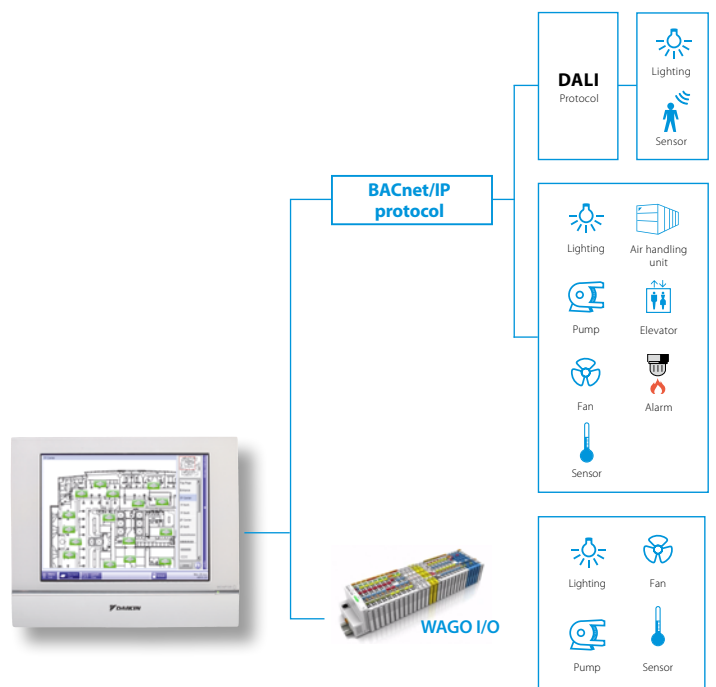 DALI
Protocol
Lighting
Sensor
BACnet/IP
protocol
Lighting
Air handling
unit
Pump
Elevator
Fan
Alarm
Sensor
DAIKIN
WAGO I/O
Lighting
Fan
Pump
Sensor